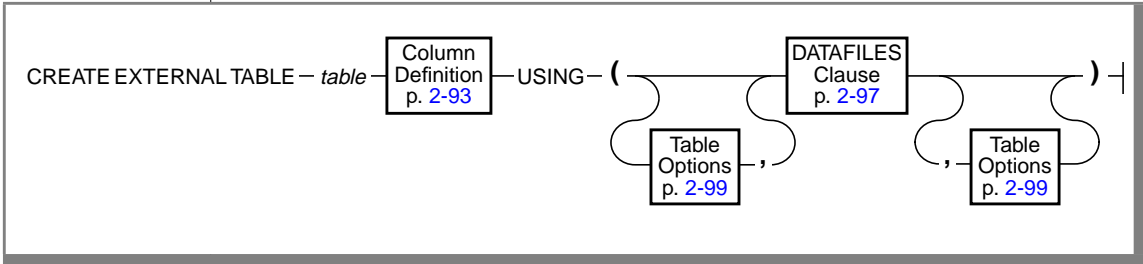 CREATE EXTERNAL TABLE table Column Definition p. 2-93 USING ( DATAFILES Clause p. 2-97 )
Table Options p. 2-99 ,
, Table Options p. 2-99